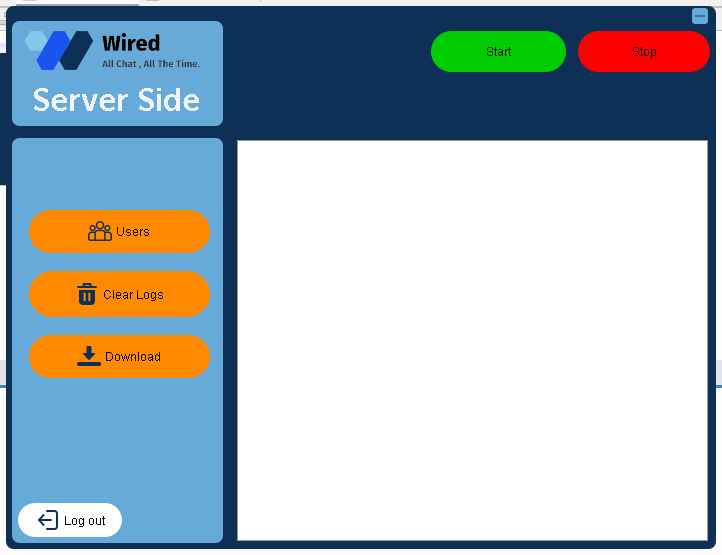 Wired
All Chat , All The Time.
Server Side
Start
Stop
Users
Clear Logs
Download
Log out